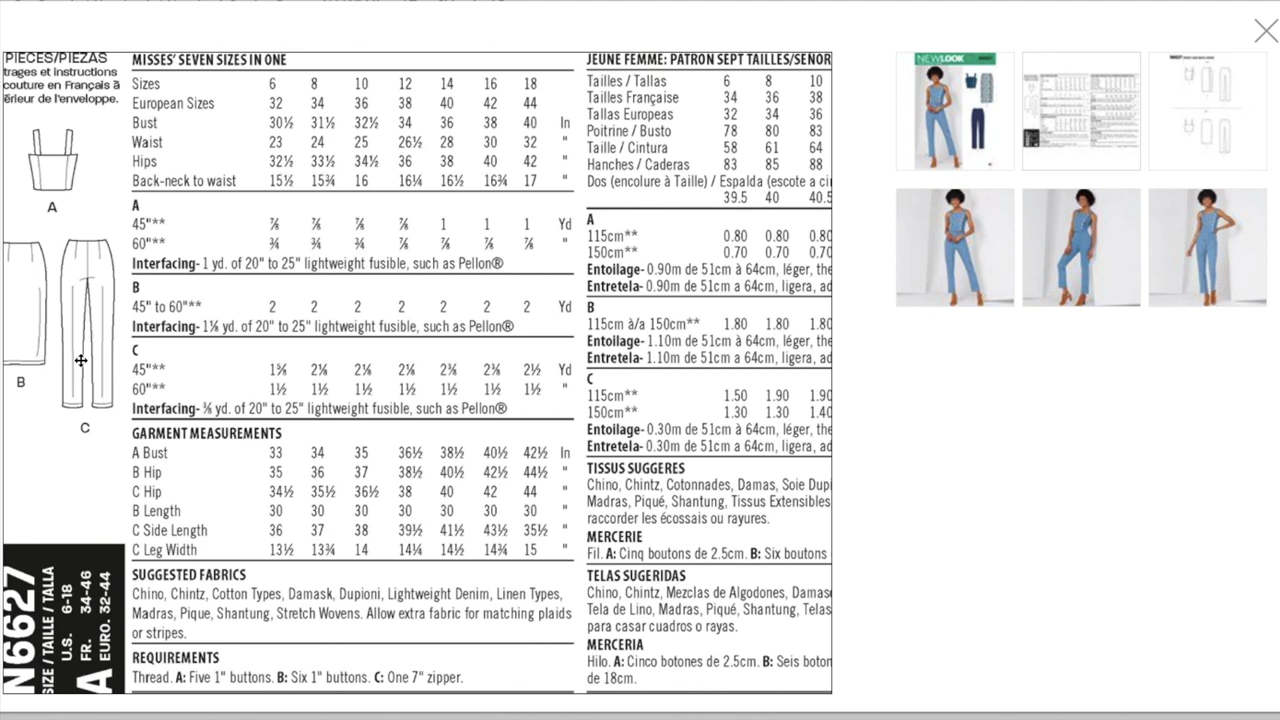 PIECES/PIEZAS
trages et instructions
couture en Français à
érieur de l'enveloppe.
A
B
C
N6627
SIZE / TAILLE / TALLA
U.S. 6-18
FR. 34-46
EURO. 32-44
A
MISSES' SEVEN SIZES IN ONE
Sizes 6 8 10 12 14 16 18
European Sizes 32 34 36 38 40 42 44
Bust 30½ 31½ 32½ 34 36 38 40 In
Waist 23 24 25 26½ 28 30 32 "
Hips 32½ 33½ 34½ 36 38 40 42 "
Back-neck to waist 15½ 15¾ 16 16¼ 16½ 16¾ 17 "
A
45"** ⅞ ⅞ ⅞ ⅞ 1 1 1 Yd
60"** ¾ ¾ ¾ ⅞ ⅞ ⅞ ⅞ "
Interfacing- 1 yd. of 20" to 25" lightweight fusible, such as Pellon®
B
45" to 60"** 2 2 2 2 2 2 2 Yd
Interfacing- 1⅛ yd. of 20" to 25" lightweight fusible, such as Pellon®
C
45"** 2½ Yd
60"** 1½ 1½ 1½ 1½ 1½ 1½ 1½ "
Interfacing- yd. of 20" to 25" lightweight fusible, such as Pellon®
GARMENT MEASUREMENTS
A Bust 33 34 35 36½ 38½ 40½ 42½ In
B Hip 35 36 37 38½ 40½ 42½ 44½ "
C Hip 34½ 35½ 36½ 38 40 42 44 "
B Length 30 30 30 30 30 30 30 "
C Side Length 36 37 38 39½ 41½ 43½ 35½ "
C Leg Width 13½ 13¾ 14 14¼ 14½ 14¾ 15 "
SUGGESTED FABRICS
Chino, Chintz, Cotton Types, Damask, Dupioni, Lightweight Denim, Linen Types,
Madras, Pique, Shantung, Stretch Wovens. Allow extra fabric for matching plaids
or stripes.
REQUIREMENTS
Thread. A: Five 1" buttons. B: Six 1" buttons. C: One 7" zipper.
JEUNE FEMME: PATRON SEPT TAILLES/SENOR
Tailles / Tallas 6 8 10
Tailles Française 34 36 38
Tallas Europeas 32 34 36
Poitrine / Busto 78 80 83
Taille / Cintura 58 61 64
Hanches / Caderas 83 85 88
Dos (encolure à Taille) / Espalda (escote a ci
39.5 40 40.5
A
115cm** 0.80 0.80 0.80
150cm** 0.70 0.70 0.70
Entoilage- 0.90m de 51cm à 64cm, léger, the
Entretela- 0.90m de 51cm a 64cm, ligera, ad
B
115cm à/a 150cm** 1.80 1.80 1.80
Entoilage- 1.10m de 51cm à 64cm, léger, the
Entretela- 1.10m de 51cm a 64cm, ligera, ad
C
115cm** 1.50 1.90 1.90
150cm** 1.30 1.30 1.40
Entoilage- 0.30m de 51cm à 64cm, léger, the
Entretela- 0.30m de 51cm a 64cm, ligera, ad
TISSUS SUGGERES
Chino, Chintz, Cotonnades, Damas, Soie Dupi
Madras, Piqué, Shantung, Tissus Extensibles
raccorder les écossais ou rayures.
MERCERIE
Fil. A: Cinq boutons de 2.5cm. B: Six boutons
TELAS SUGERIDAS
Chino, Chintz, Mezclas de Algodones, Damas
Tela de Lino, Madras, Piqué, Shantung, Telas
para casar cuadros o rayas.
MERCERIA
Hilo. A: Cinco botones de 2.5cm. B: Seis boton
de 18cm.
NEW LOOK